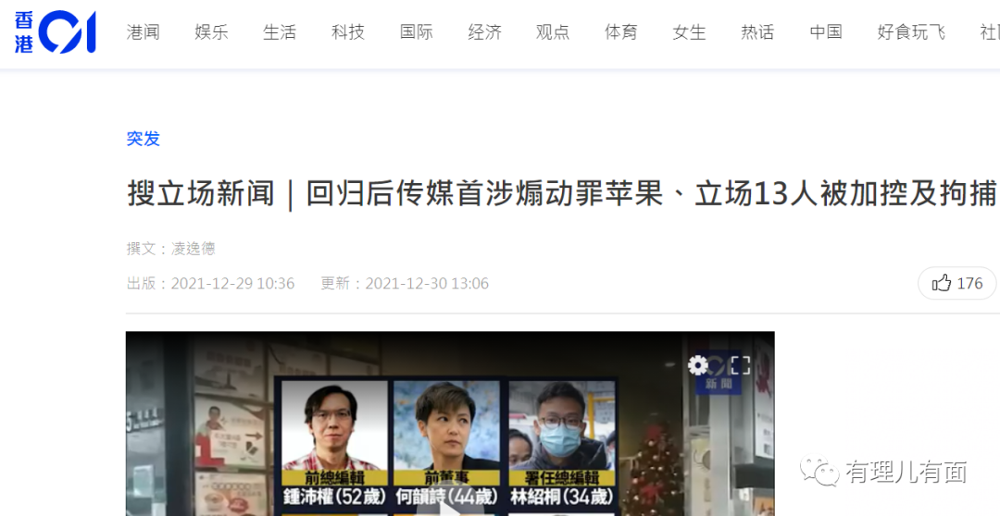 香港01
港闻 娱乐 生活 科技 国际 经济 观点 体育 女生 热话 中国 好食玩飞
突发
搜立场新闻｜回归后传媒首涉煽动罪苹果、立场13人被加控及拘捕
撰文：凌逸德
出版：2021-12-29 10:36 更新：2021-12-30 13:06
176
01
新聞
前總編輯 前董事 署任總編輯
鍾沛權(52歲) 何韻詩(44歲) 林紹桐(34歲)
有理儿有面